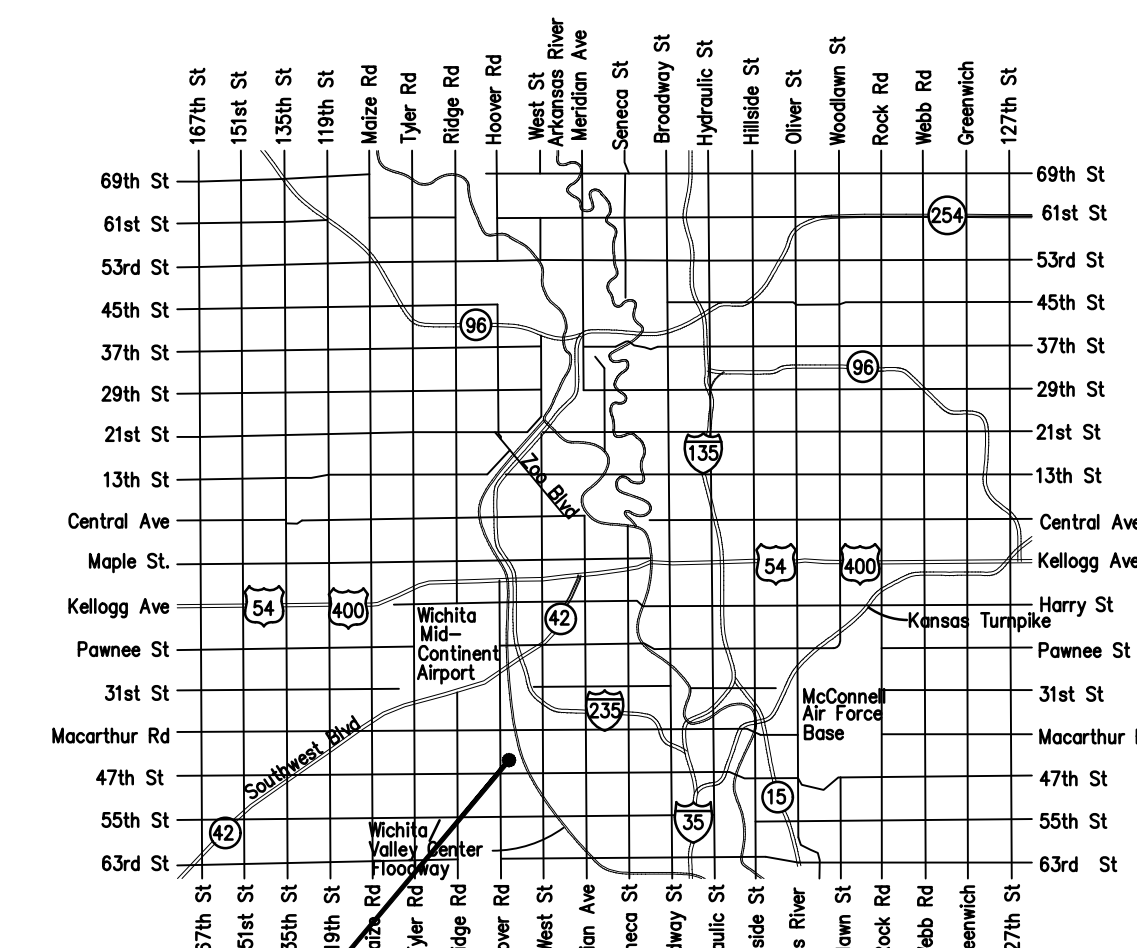 167th St
151st St
135th St
119th St
Maize Rd
Tyler Rd
Ridge Rd
Hoover Rd
West St
Arkansas River
Meridian Ave
Seneca St
Broadway St
Hydraulic St
Hillside St
Oliver St
Woodlawn St
Rock Rd
Webb Rd
Greenwich
127th St
69th St
69th St
61st St
254
61st St
53rd St
53rd St
45th St
45th St
96
37th St
37th St
96
29th St
29th St
21st St
21st St
135
13th St
13th St
Zoo Blvd
Central Ave
Central Ave
Maple St.
54
400
Kellogg Ave
Kellogg Ave
54
400
Harry St
Wichita
Mid-
Continent
Airport
42
Kansas Turnpike
Pawnee St
Pawnee St
31st St
31st St
McConnell
Air Force
Base
235
Macarthur Rd
Macarthur
Southwest Blvd
47th St
47th St
15
42
55th St
35
55th St
Wichita/
Valley Center
Floodway
63rd St
63rd St
67th St
51st St
35th St
19th St
aize Rd
yler Rd
idge Rd
over Rd
West St
ian Ave
neca St
dway St
aulic St
side St
s River
lawn St
ock Rd
ebb Rd
eenwich
27th St